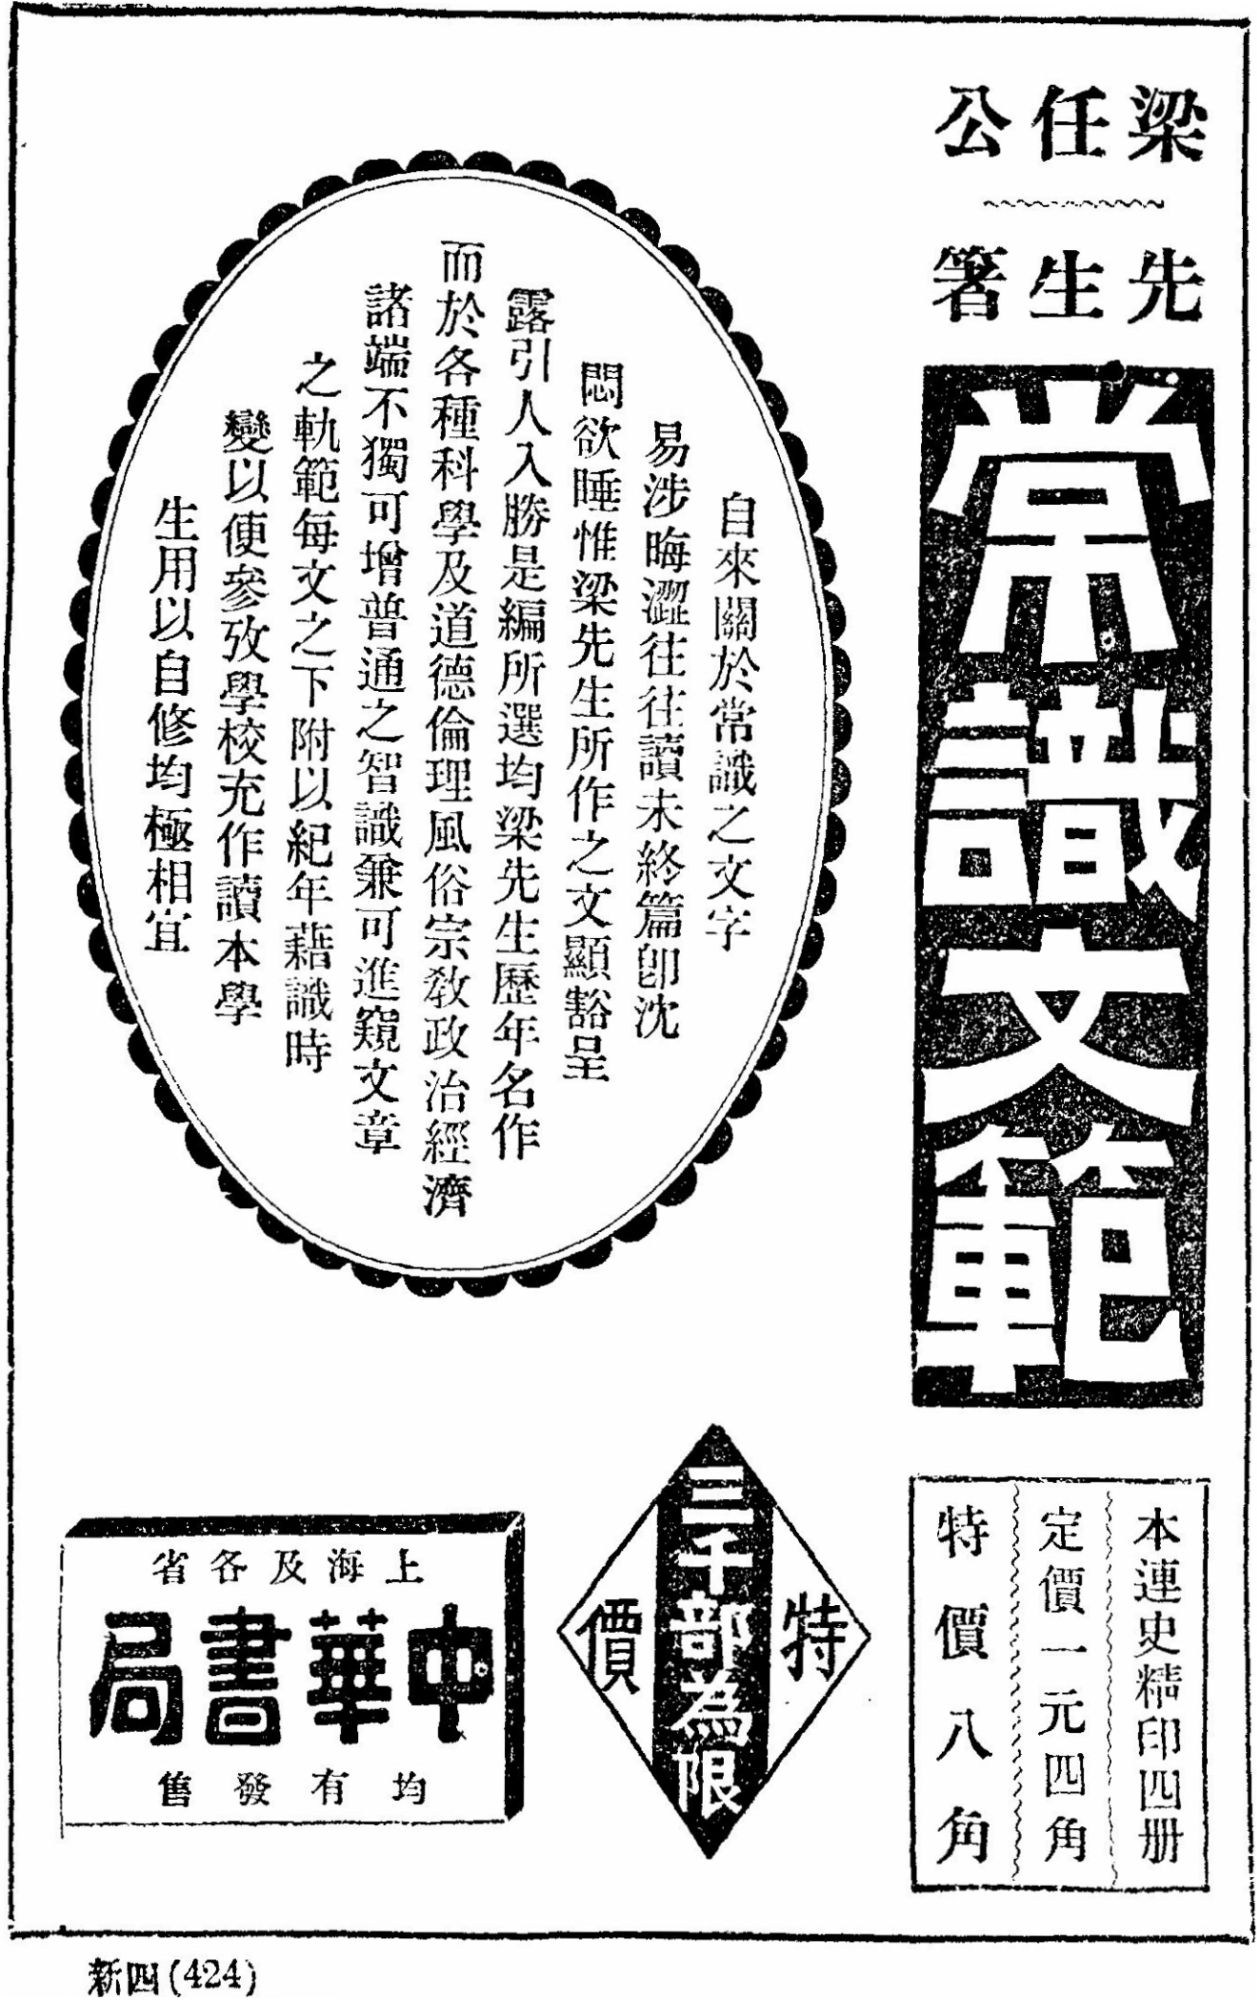 梁任公
先生著
常識文範
自來關於常識之文字
易涉晦澀往往讀未終篇卽沈
悶欲睡惟梁先生所作之文顯豁呈
露引人入勝是編所選均梁先生歷年名作
而於各種科學及道德倫理風俗宗敎政治經濟
諸端不獨可增普通之智識兼可進窺文章
之軌範每文之下附以紀年藉識時
變以便參攷學校充作讀本學
生用以自修均極相宜
本連史精印四册
定價一元四角
特價八角
特價
三千部為限
上海及各省
中華書局
均有發售
新四(424)